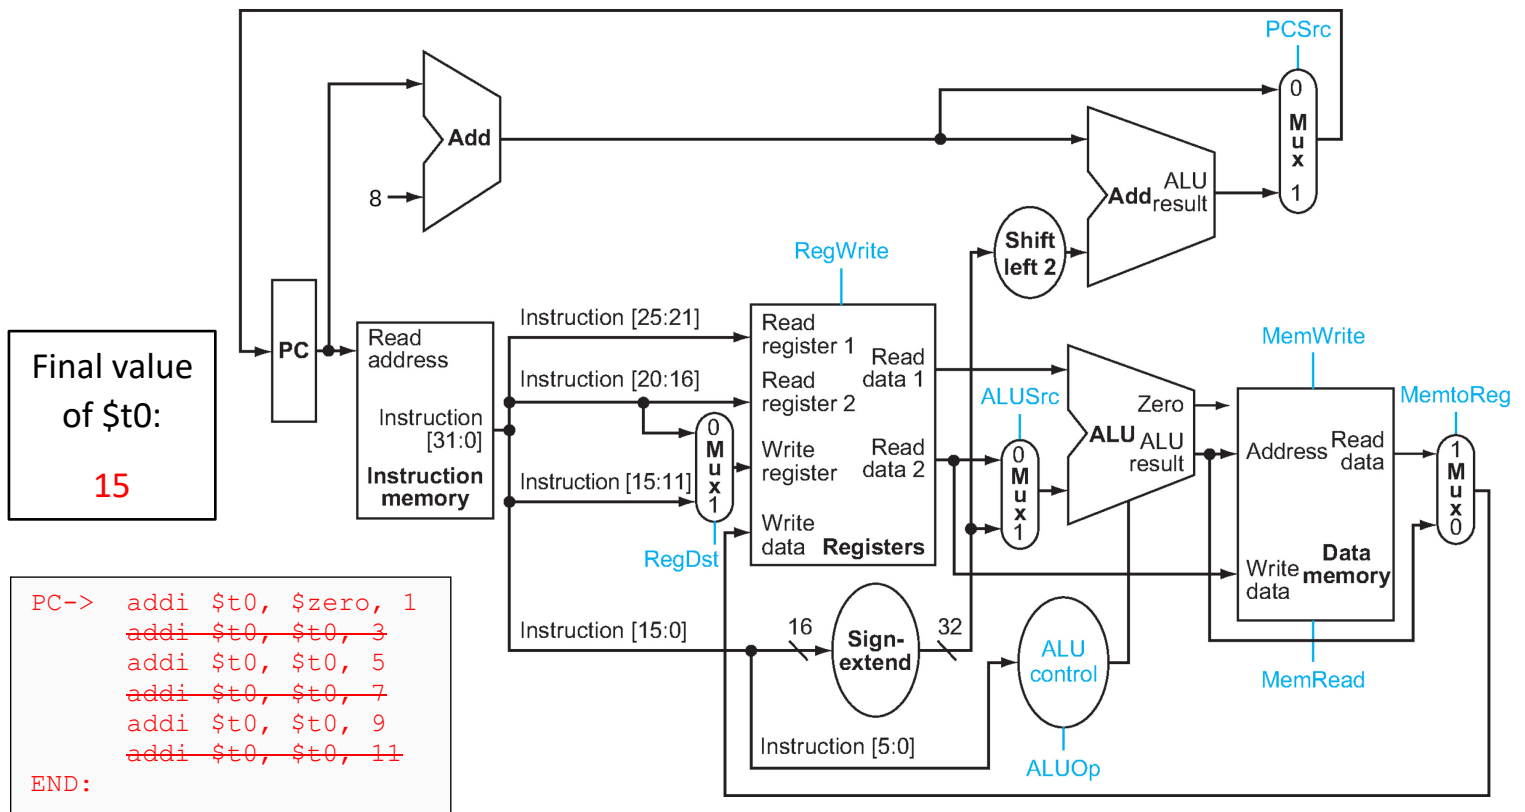 PCSrc
0
Mux
1
Add
8
Add
ALU
result
Shift
left 2
RegWrite
Final value
of $t0:
15
PC
Read
address
Instruction
[31:0]
Instruction
memory
Instruction [25:21]
Instruction [20:16]
Instruction [15:11]
0
Mux
1
RegDst
Read
register 1
Read
register 2
Write
register
Write
data
Read
data 1
Read
data 2
Registers
ALUSrc
0
Mux
1
Zero
ALU
ALU
result
MemWrite
Address
Read
data
Write
data
Data
memory
MemRead
MemtoReg
1
Mux
0
Instruction [15:0]
16
Sign-
extend
32
ALU
control
Instruction [5:0]
ALUOp
PC-> addi $t0, $zero, 1
addi $t0, $t0, 3
addi $t0, $t0, 5
addi $t0, $t0, 7
addi $t0, $t0, 9
addi $t0, $t0, 11
END: